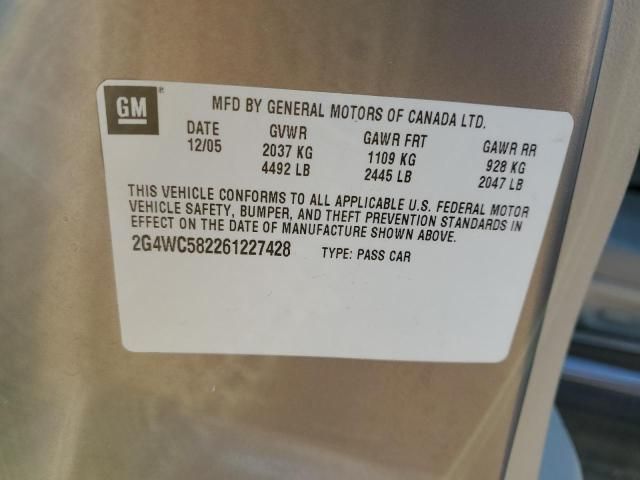 GM
MFD BY GENERAL MOTORS OF CANADA LTD.
DATE GVWR GAWR FRT GAWR RR
12/05 2037 KG 1109 KG 928 KG
4492 LB 2445 LB 2047 LB
THIS VEHICLE CONFORMS TO ALL APPLICABLE U.S. FEDERAL MOTOR
VEHICLE SAFETY, BUMPER, AND THEFT PREVENTION STANDARDS IN
EFFECT ON THE DATE OF MANUFACTURE SHOWN ABOVE.
2G4WC582261227428 TYPE: PASS CAR